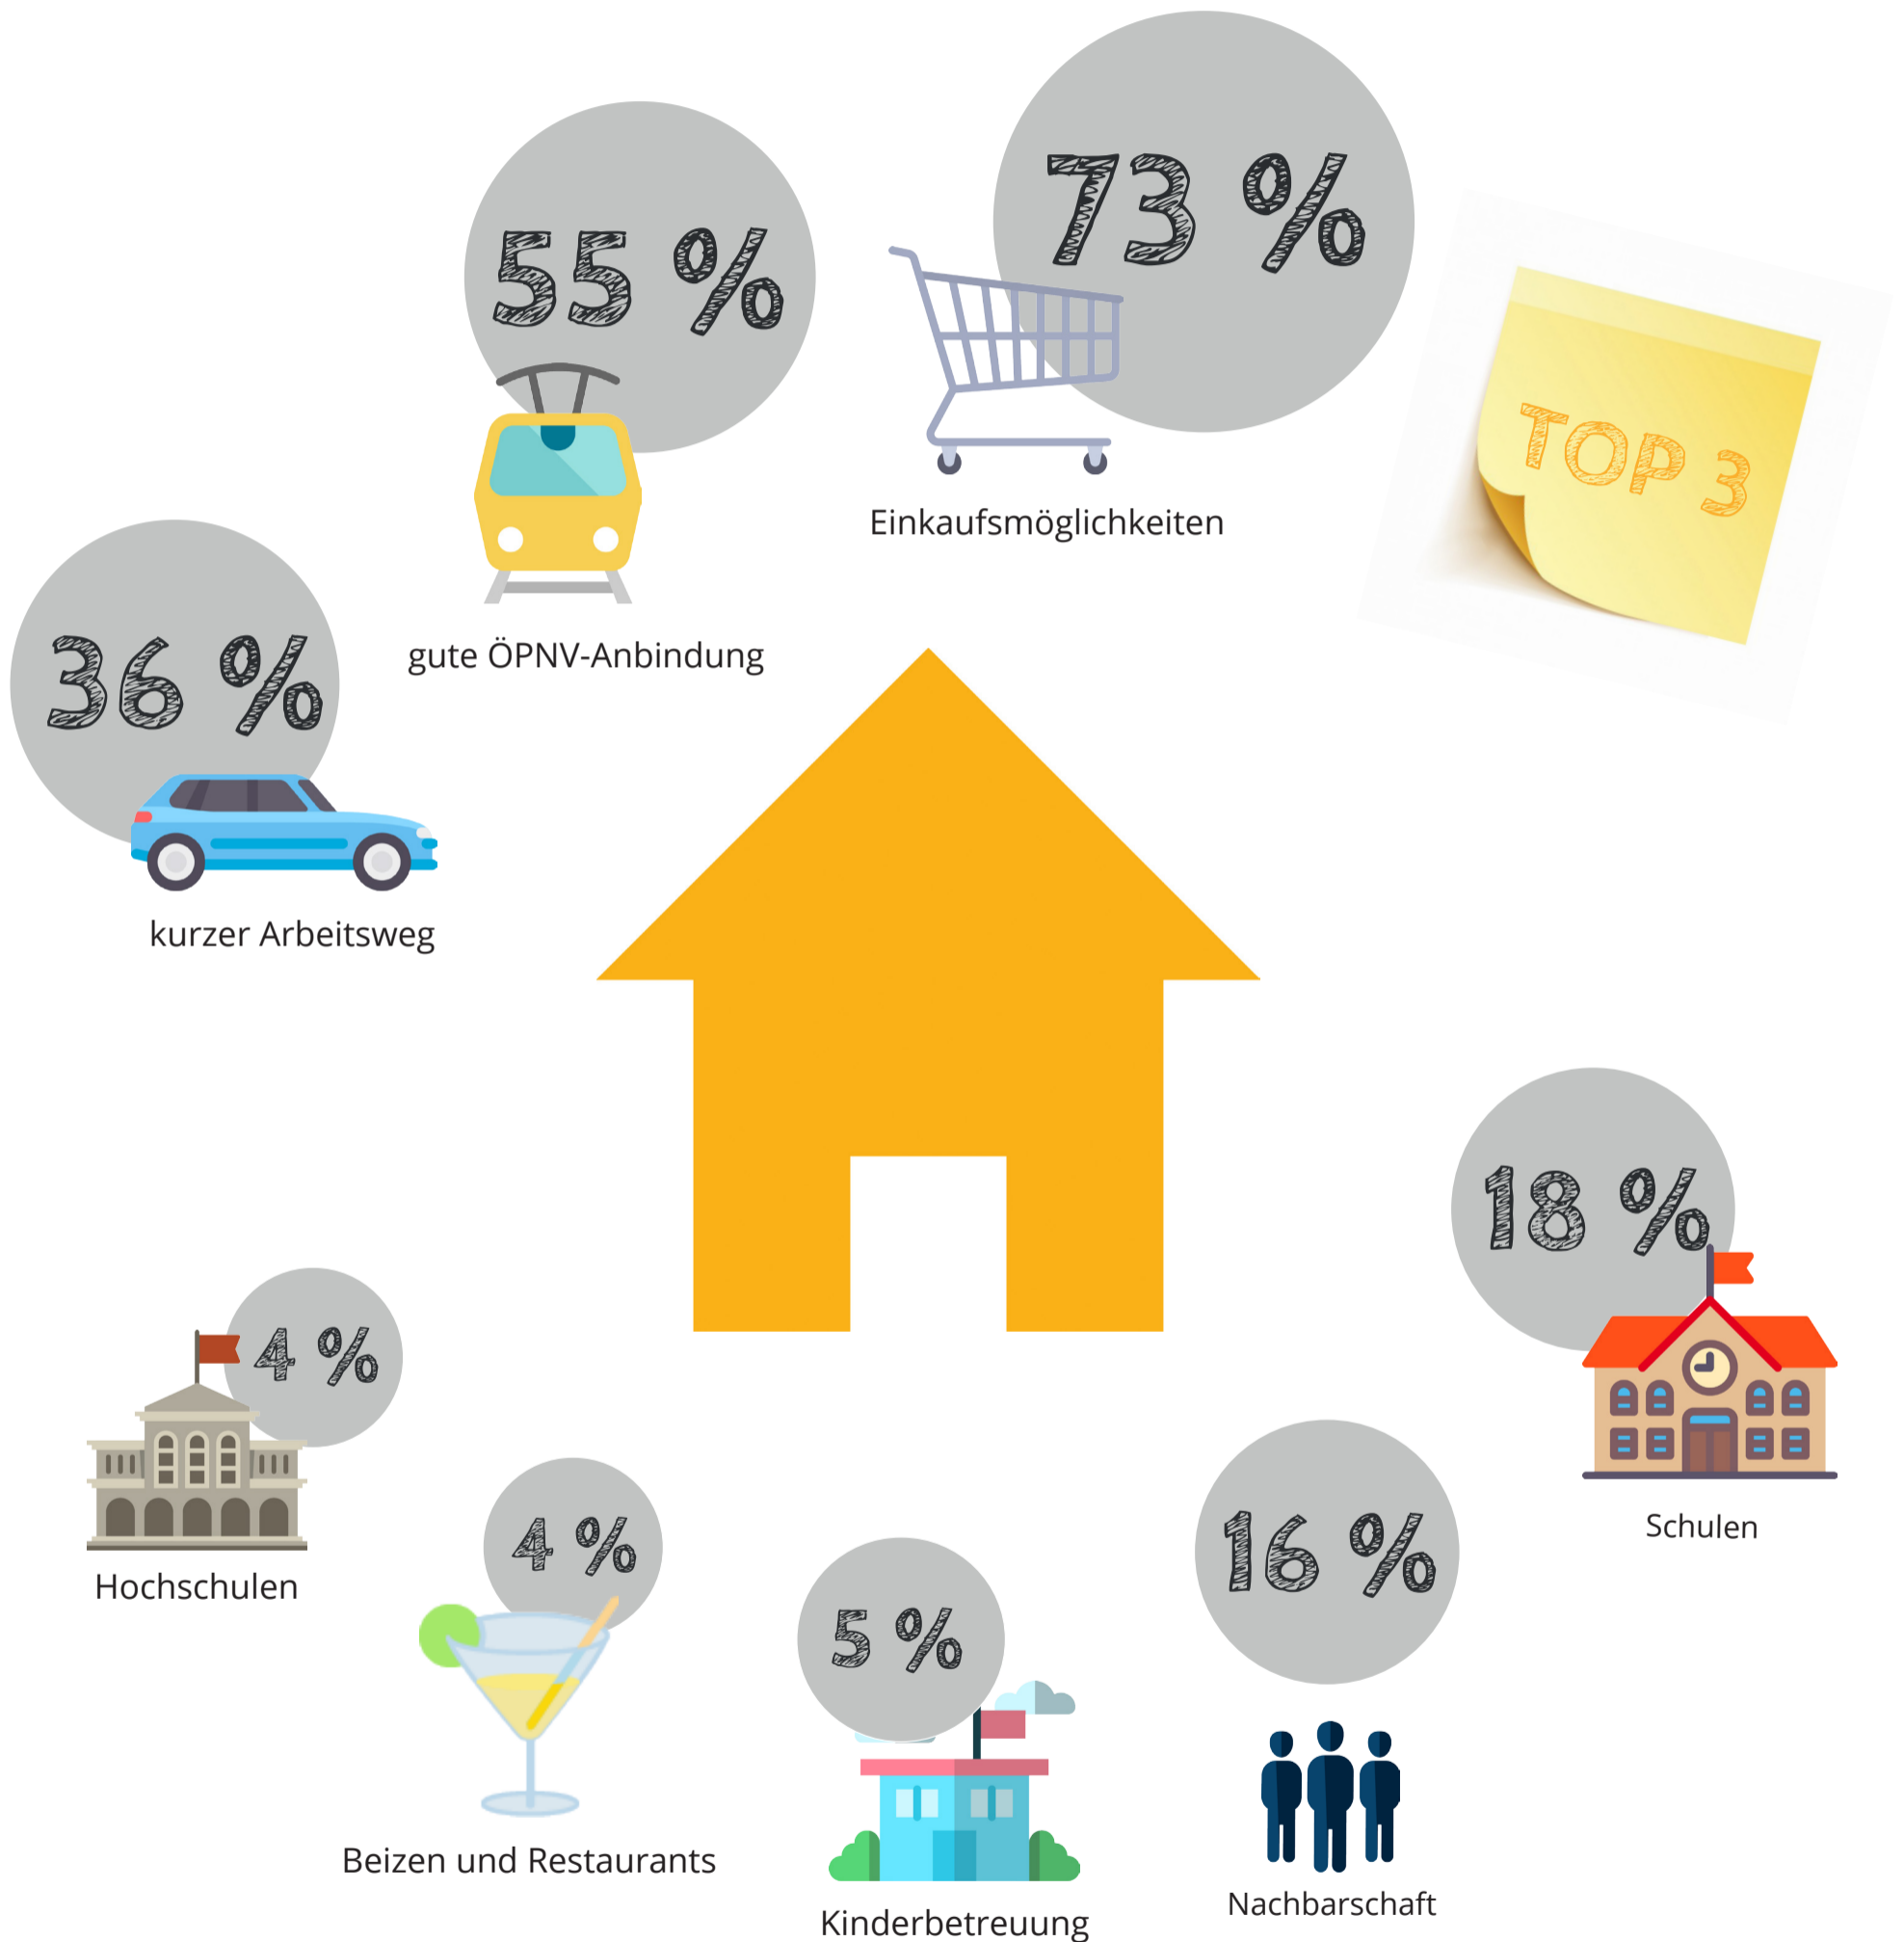 73 %
55 %
Einkaufsmöglichkeiten
TOP 3
gute ÖPNV-Anbindung
36 %
kurzer Arbeitsweg
18 %
Schulen
4 %
Hochschulen
4 %
Beizen und Restaurants
5 %
Kinderbetreuung
16 %
Nachbarschaft